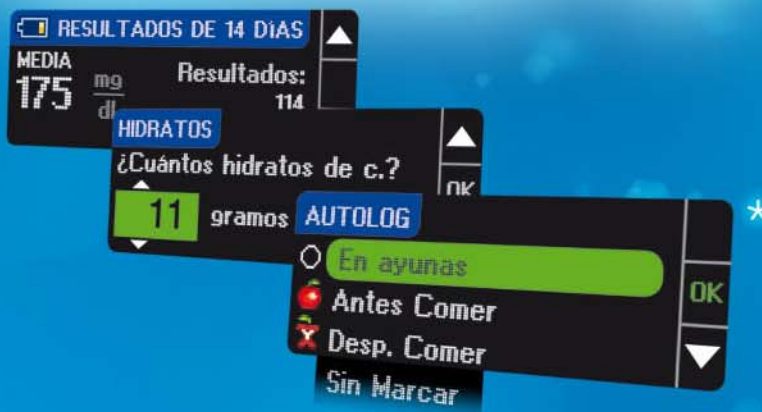 RESULTADOS DE 14 DÍAS
MEDIA
175 mg
dl
Resultados:
114
HIDRATOS
¿Cuántos hidratos de c.?
11 gramos
OK
AUTOLOG
En ayunas
Antes Comer
Desp. Comer
Sin Marcar
OK
*